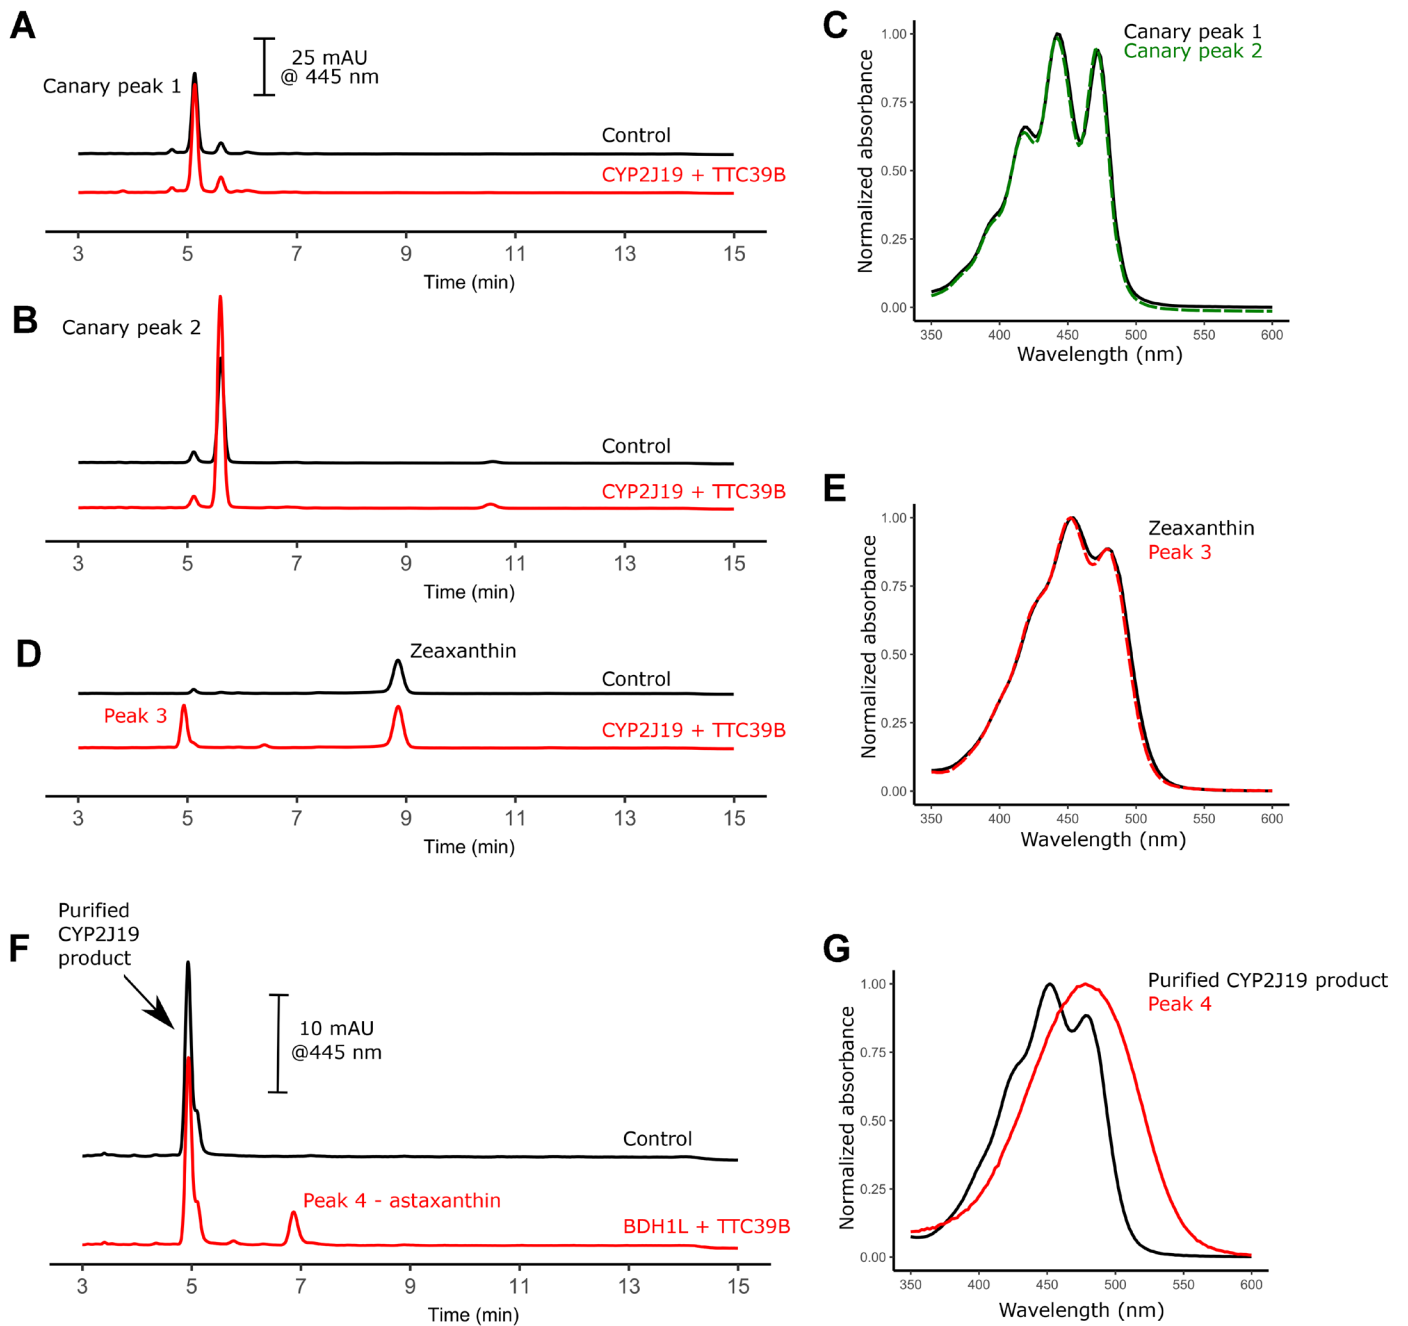 A
25 mAU
@ 445 nm
Canary peak 1
Control
CYP2J19 + TTC39B
3 5 7 9 11 13 15
Time (min)
B
Canary peak 2
Control
CYP2J19 + TTC39B
3 5 7 9 11 13 15
Time (min)
C
Canary peak 1
Canary peak 2
Normalized absorbance
1.00
0.75
0.50
0.25
0.00
350 400 450 500 550 600
Wavelength (nm)
D
Zeaxanthin
Control
Peak 3
CYP2J19 + TTC39B
3 5 7 9 11 13 15
Time (min)
E
Zeaxanthin
Peak 3
Normalized absorbance
1.00
0.75
0.50
0.25
0.00
350 400 450 500 550 600
Wavelength (nm)
F
Purified
CYP2J19
product
10 mAU
@445 nm
Control
Peak 4 - astaxanthin
BDH1L + TTC39B
3 5 7 9 11 13 15
Time (min)
G
Purified CYP2J19 product
Peak 4
Normalized absorbance
1.00
0.75
0.50
0.25
0.00
350 400 450 500 550 600
Wavelength (nm)